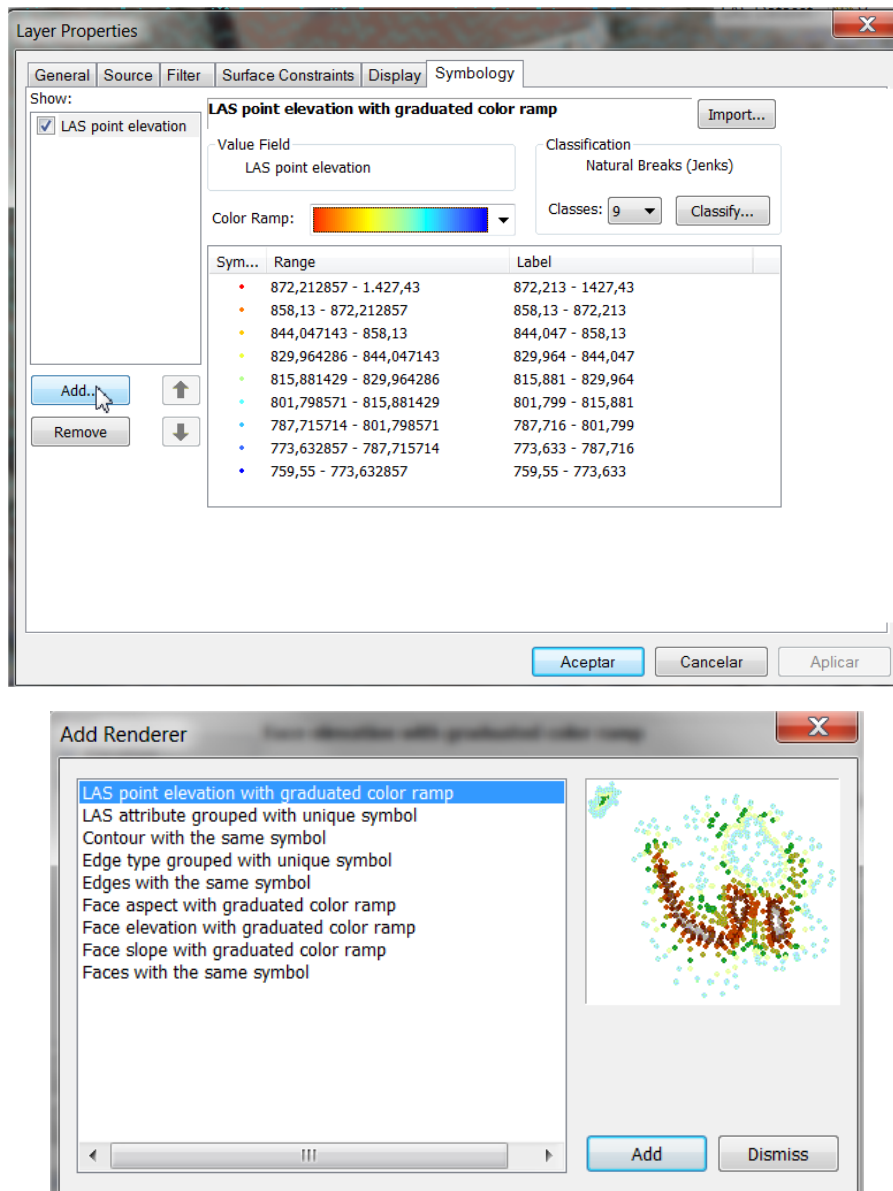 Layer Properties
General Source Filter Surface Constraints Display Symbology
Show:
LAS point elevation
Add...
Remove
LAS point elevation with graduated color ramp
Import...
Value Field
LAS point elevation
Classification
Natural Breaks (Jenks)
Color Ramp:
Classes: 9 Classify...
Sym... Range Label
872,212857 - 1.427,43 872,213 - 1427,43
858,13 - 872,212857 858,13 - 872,213
844,047143 - 858,13 844,047 - 858,13
829,964286 - 844,047143 829,964 - 844,047
815,881429 - 829,964286 815,881 - 829,964
801,798571 - 815,881429 801,799 - 815,881
787,715714 - 801,798571 787,716 - 801,799
773,632857 - 787,715714 773,633 - 787,716
759,55 - 773,632857 759,55 - 773,633
Aceptar Cancelar Aplicar
Add Renderer
Face elevation with graduated color ramp
LAS point elevation with graduated color ramp
LAS attribute grouped with unique symbol
Contour with the same symbol
Edge type grouped with unique symbol
Edges with the same symbol
Face aspect with graduated color ramp
Face elevation with graduated color ramp
Face slope with graduated color ramp
Faces with the same symbol
Add Dismiss